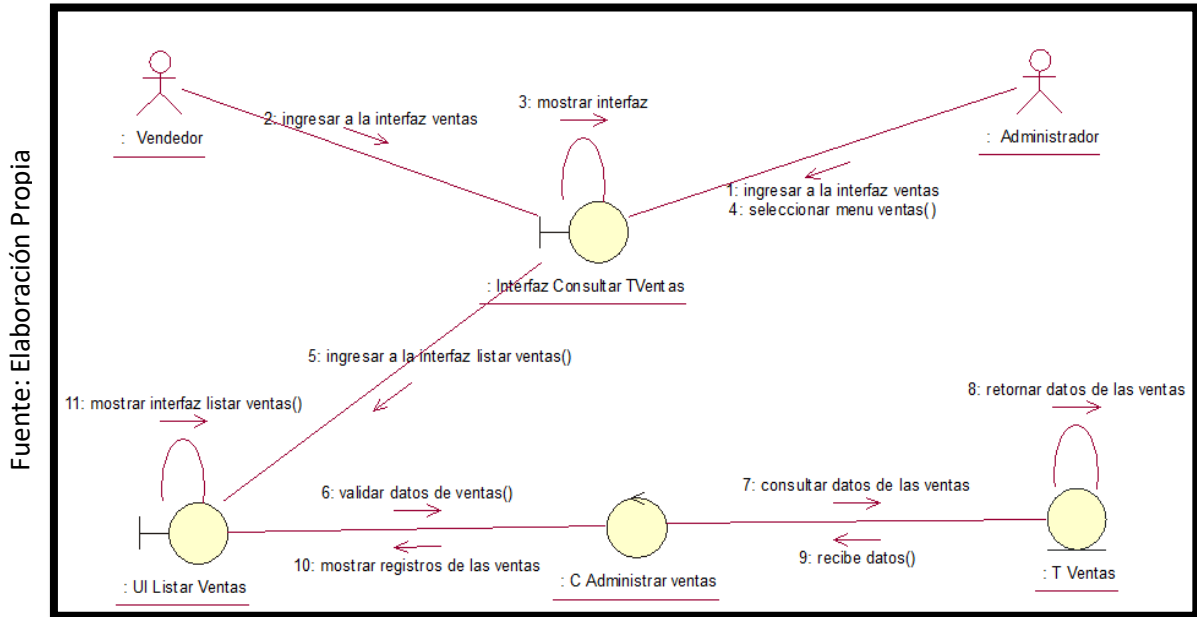 Fuente: Elaboración Propia
3: mostrar interfaz
2: ingresar a la interfaz ventas
: Vendedor
: Administrador
1: ingresar a la interfaz ventas
4: seleccionar menu ventas()
: Interfaz Consultar TVentas
5: ingresar a la interfaz listar ventas()
11: mostrar interfaz listar ventas()
8: retornar datos de las ventas
6: validar datos de ventas()
7: consultar datos de las ventas
10: mostrar registros de las ventas
9: recibe datos()
: UI Listar Ventas
: C Administrar ventas
: T Ventas